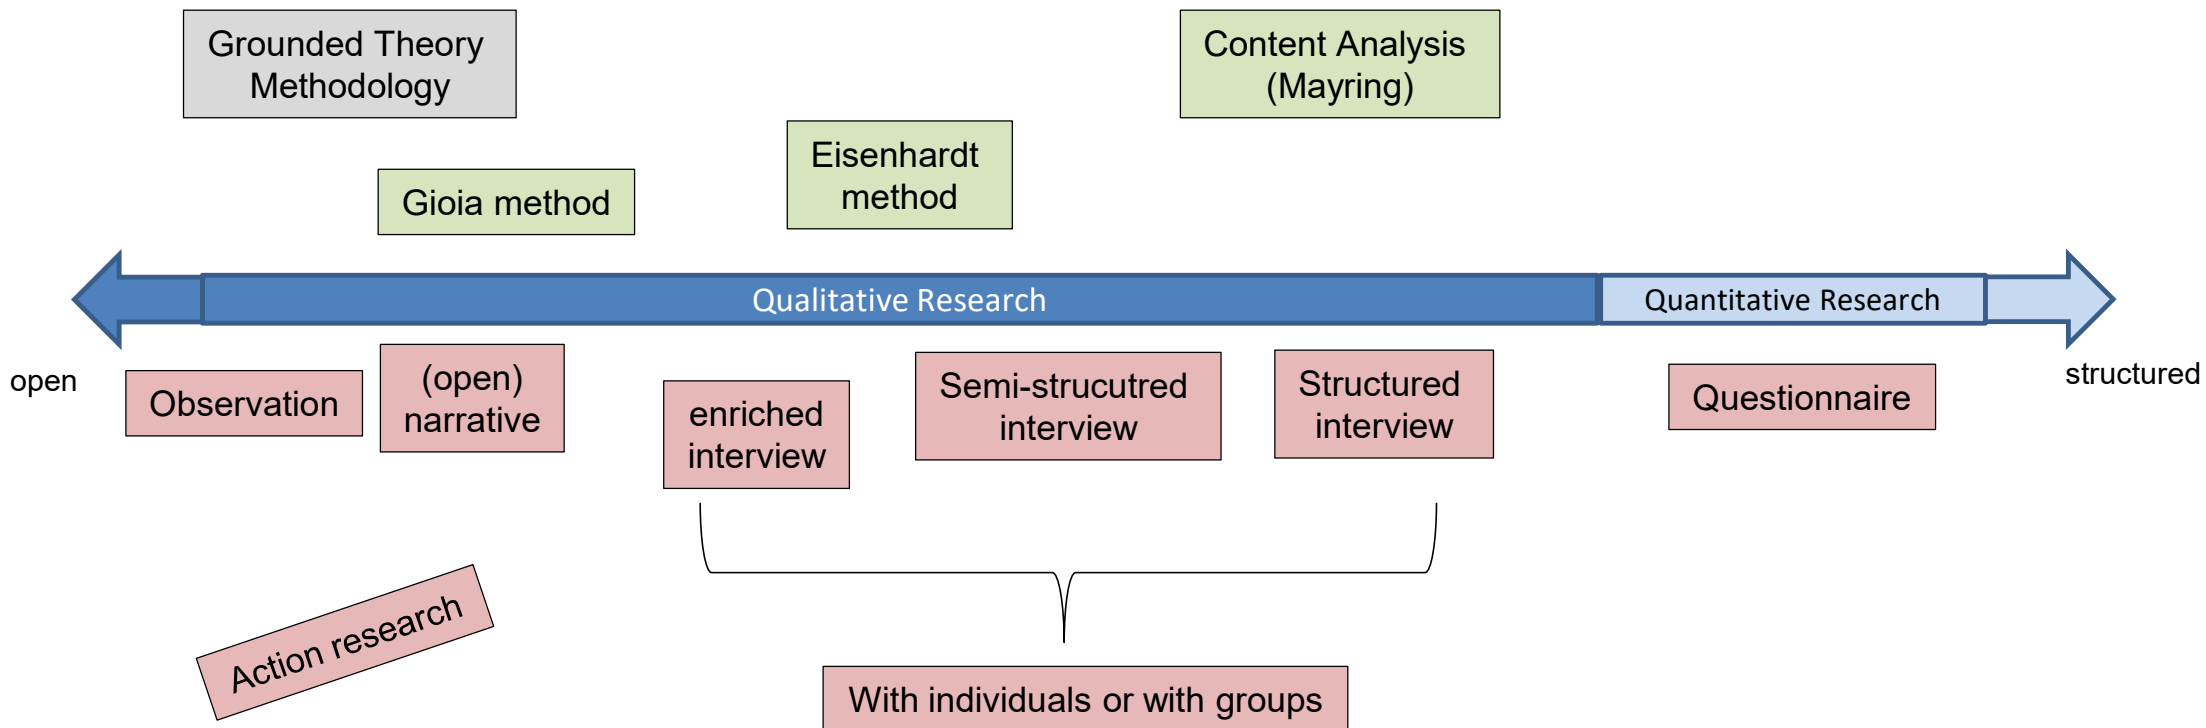 Grounded Theory
Methodology
Content Analysis
(Mayring)
Eisenhardt
method
Gioia method
Qualitative Research
Quantitative Research
open
structured
Observation
(open)
narrative
enriched
interview
Semi-strucutred
interview
Structured
interview
Questionnaire
Action research
With individuals or with groups